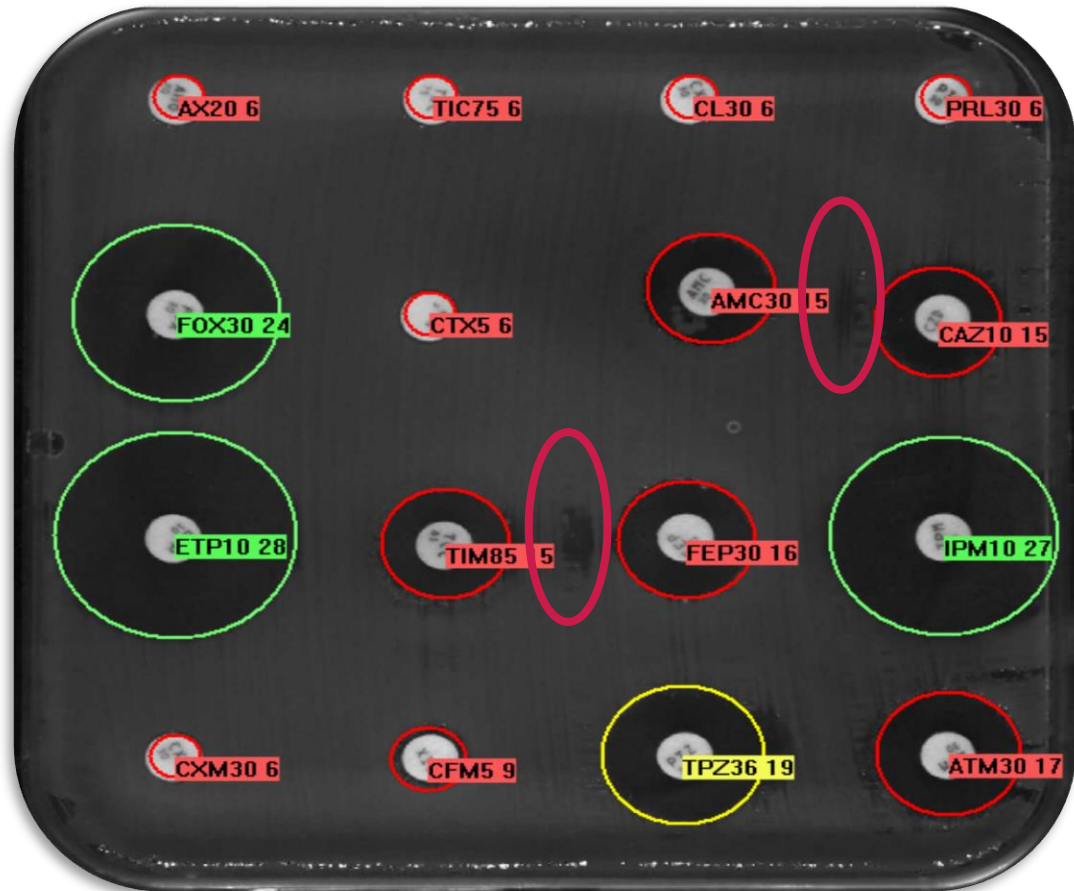 AX20 6
TIC75 6
CL30 6
PRL30 6
FOX30 24
CTX5 6
AMC
AMC30 15
CAZ10 15
ETP10 28
TIM85 15
FEP30 16
IPM10 27
CXM30 6
CFM5 9
TPZ36 19
ATM30 17